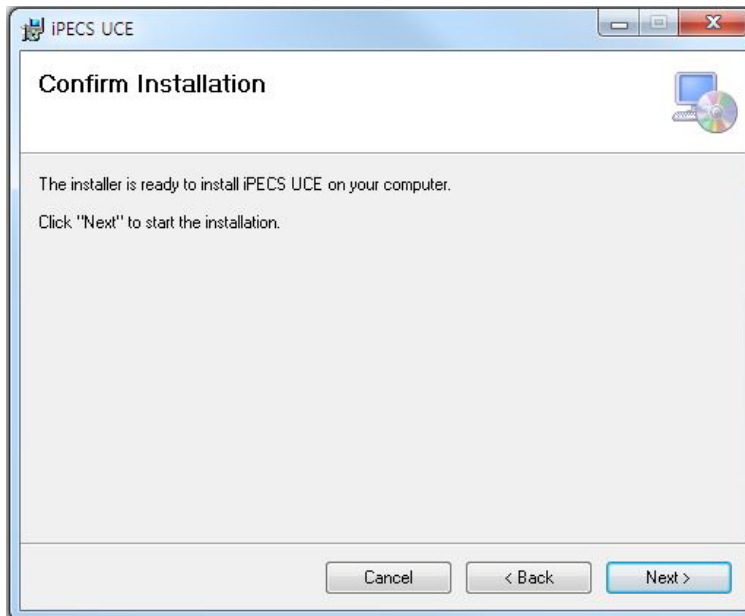 iPECS UCE
Confirm Installation
The installer is ready to install iPECS UCE on your computer.
Click "Next" to start the installation.
Cancel
< Back
Next >